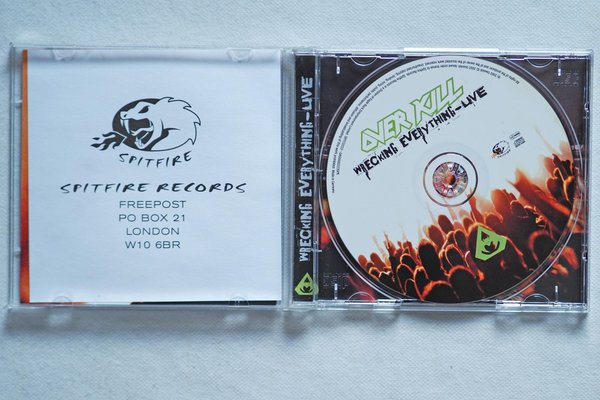 SPITFIRE
SPITFIRE RECORDS
FREEPOST
PO BOX 21
LONDON
W10 6BR
WRECKING EVERYTHING-LIVE
OVER KILL
WRECKING EVERYTHING-LIVE